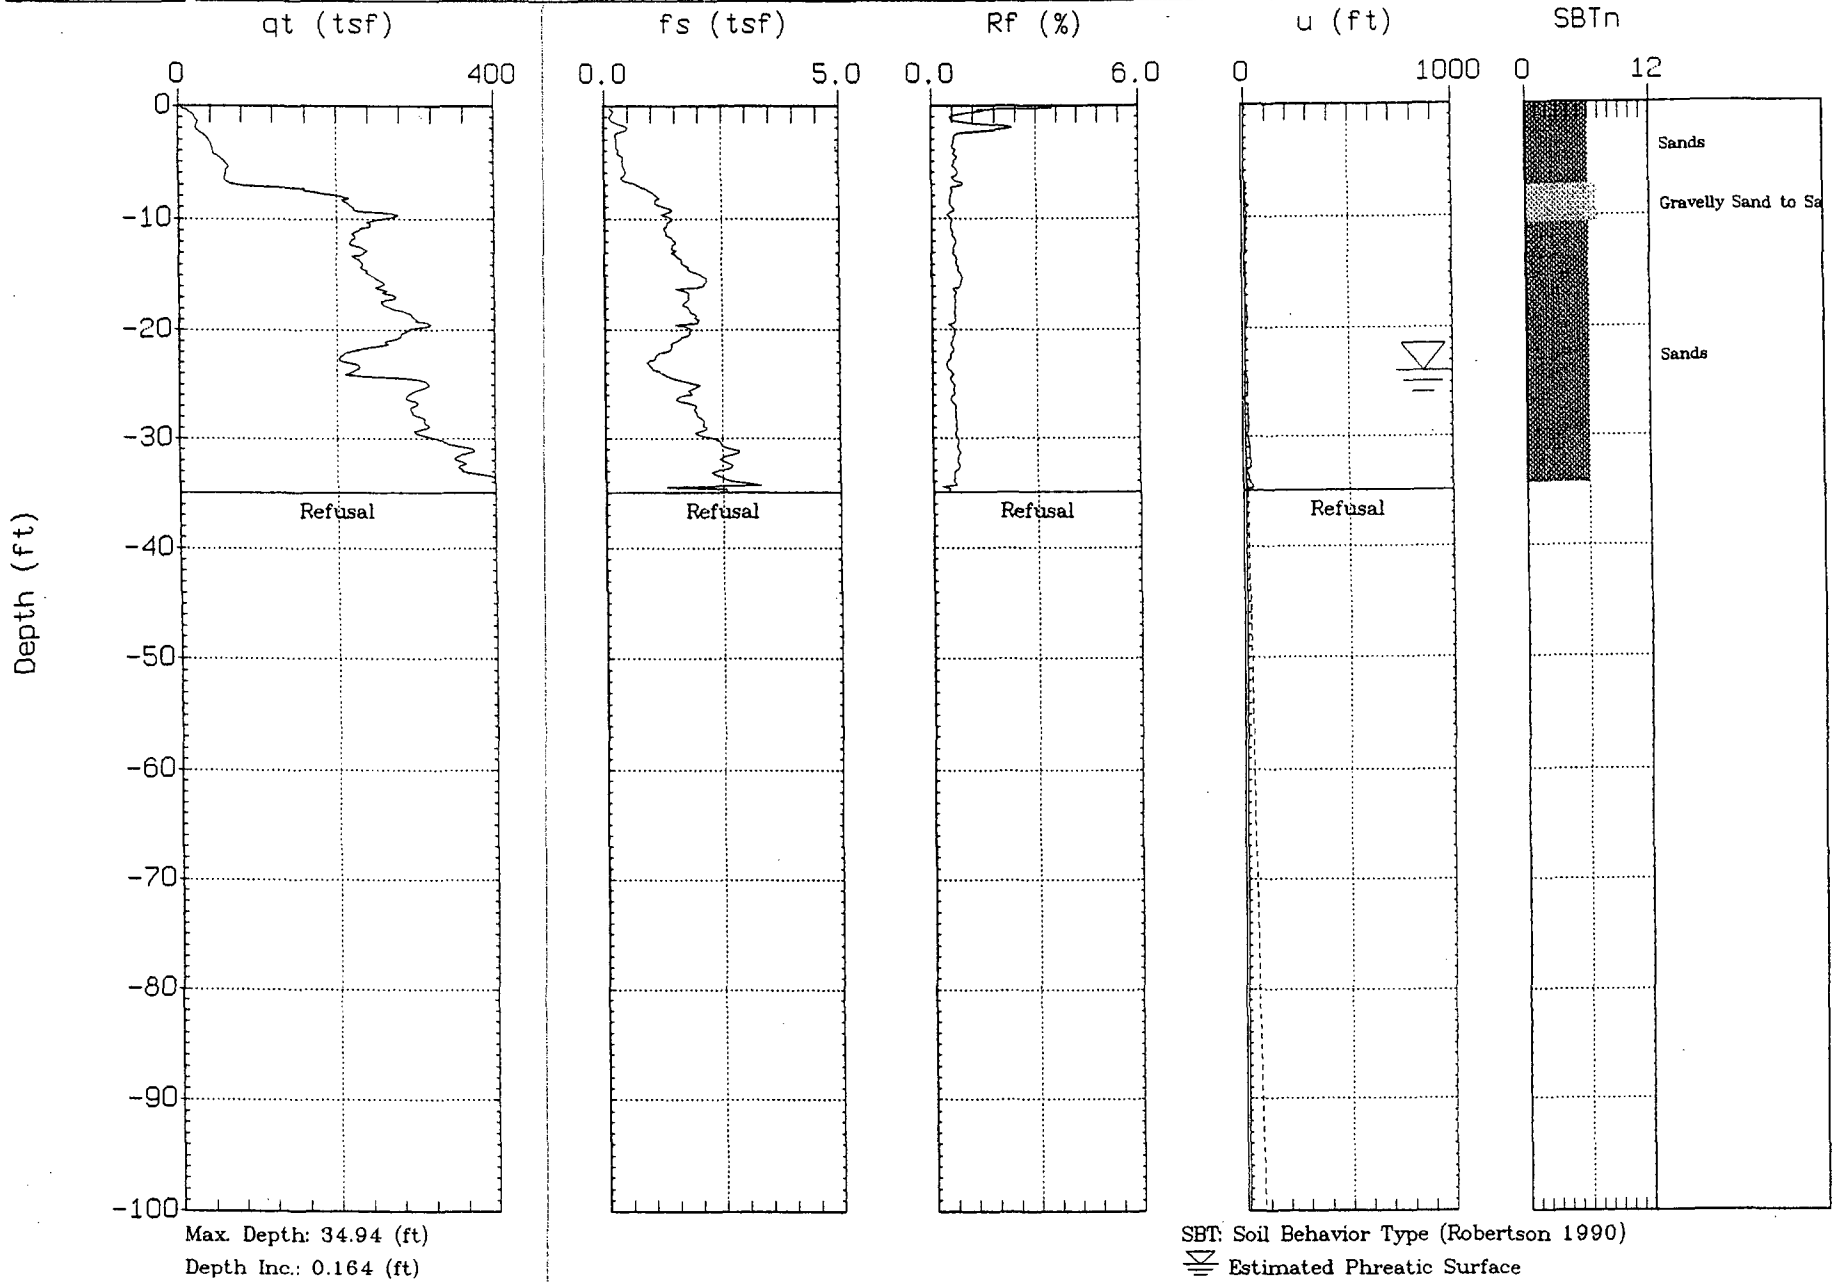 qt (tsf) fs (tsf) Rf (%) u (ft) SBTn
0 400 0.0 5.0 0.0 6.0 0 1000 0 12
0
Sands
Gravelly Sand to Sa
-10
-20
Sands
-30
Refusal Refusal Refusal Refusal
-40
Depth (ft)
-50
-60
-70
-80
-90
-100
Max. Depth: 34.94 (ft)
Depth Inc.: 0.164 (ft)
SBT: Soil Behavior Type (Robertson 1990)
Estimated Phreatic Surface